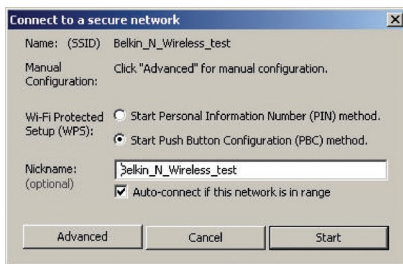 Connect to a secure network
Name: (SSID) Belkin_N_Wireless_test
Manual Configuration: Click "Advanced" for manual configuration.
Wi-Fi Protected Setup (WPS):
Start Personal Information Number (PIN) method.
Start Push Button Configuration (PBC) method.
Nickname: (optional)
Belkin_N_Wireless_test
Auto-connect if this network is in range
Advanced Cancel Start